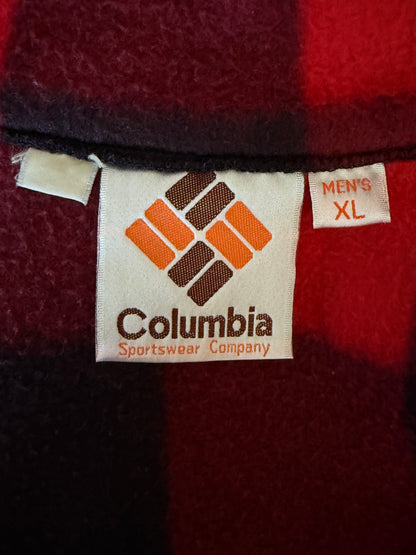 MEN'S
XL
Columbia
Sportswear Company